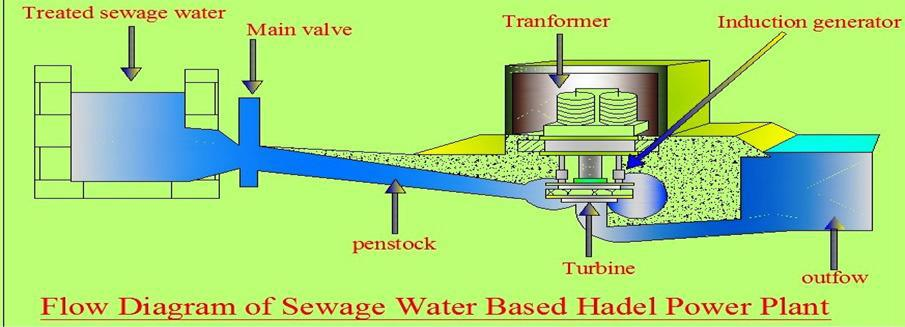 Treated sewage water
Main valve
Tranformer
Induction generator
penstock
Turbine
outfow
Flow Diagram of Sewage Water Based Hadel Power Plant